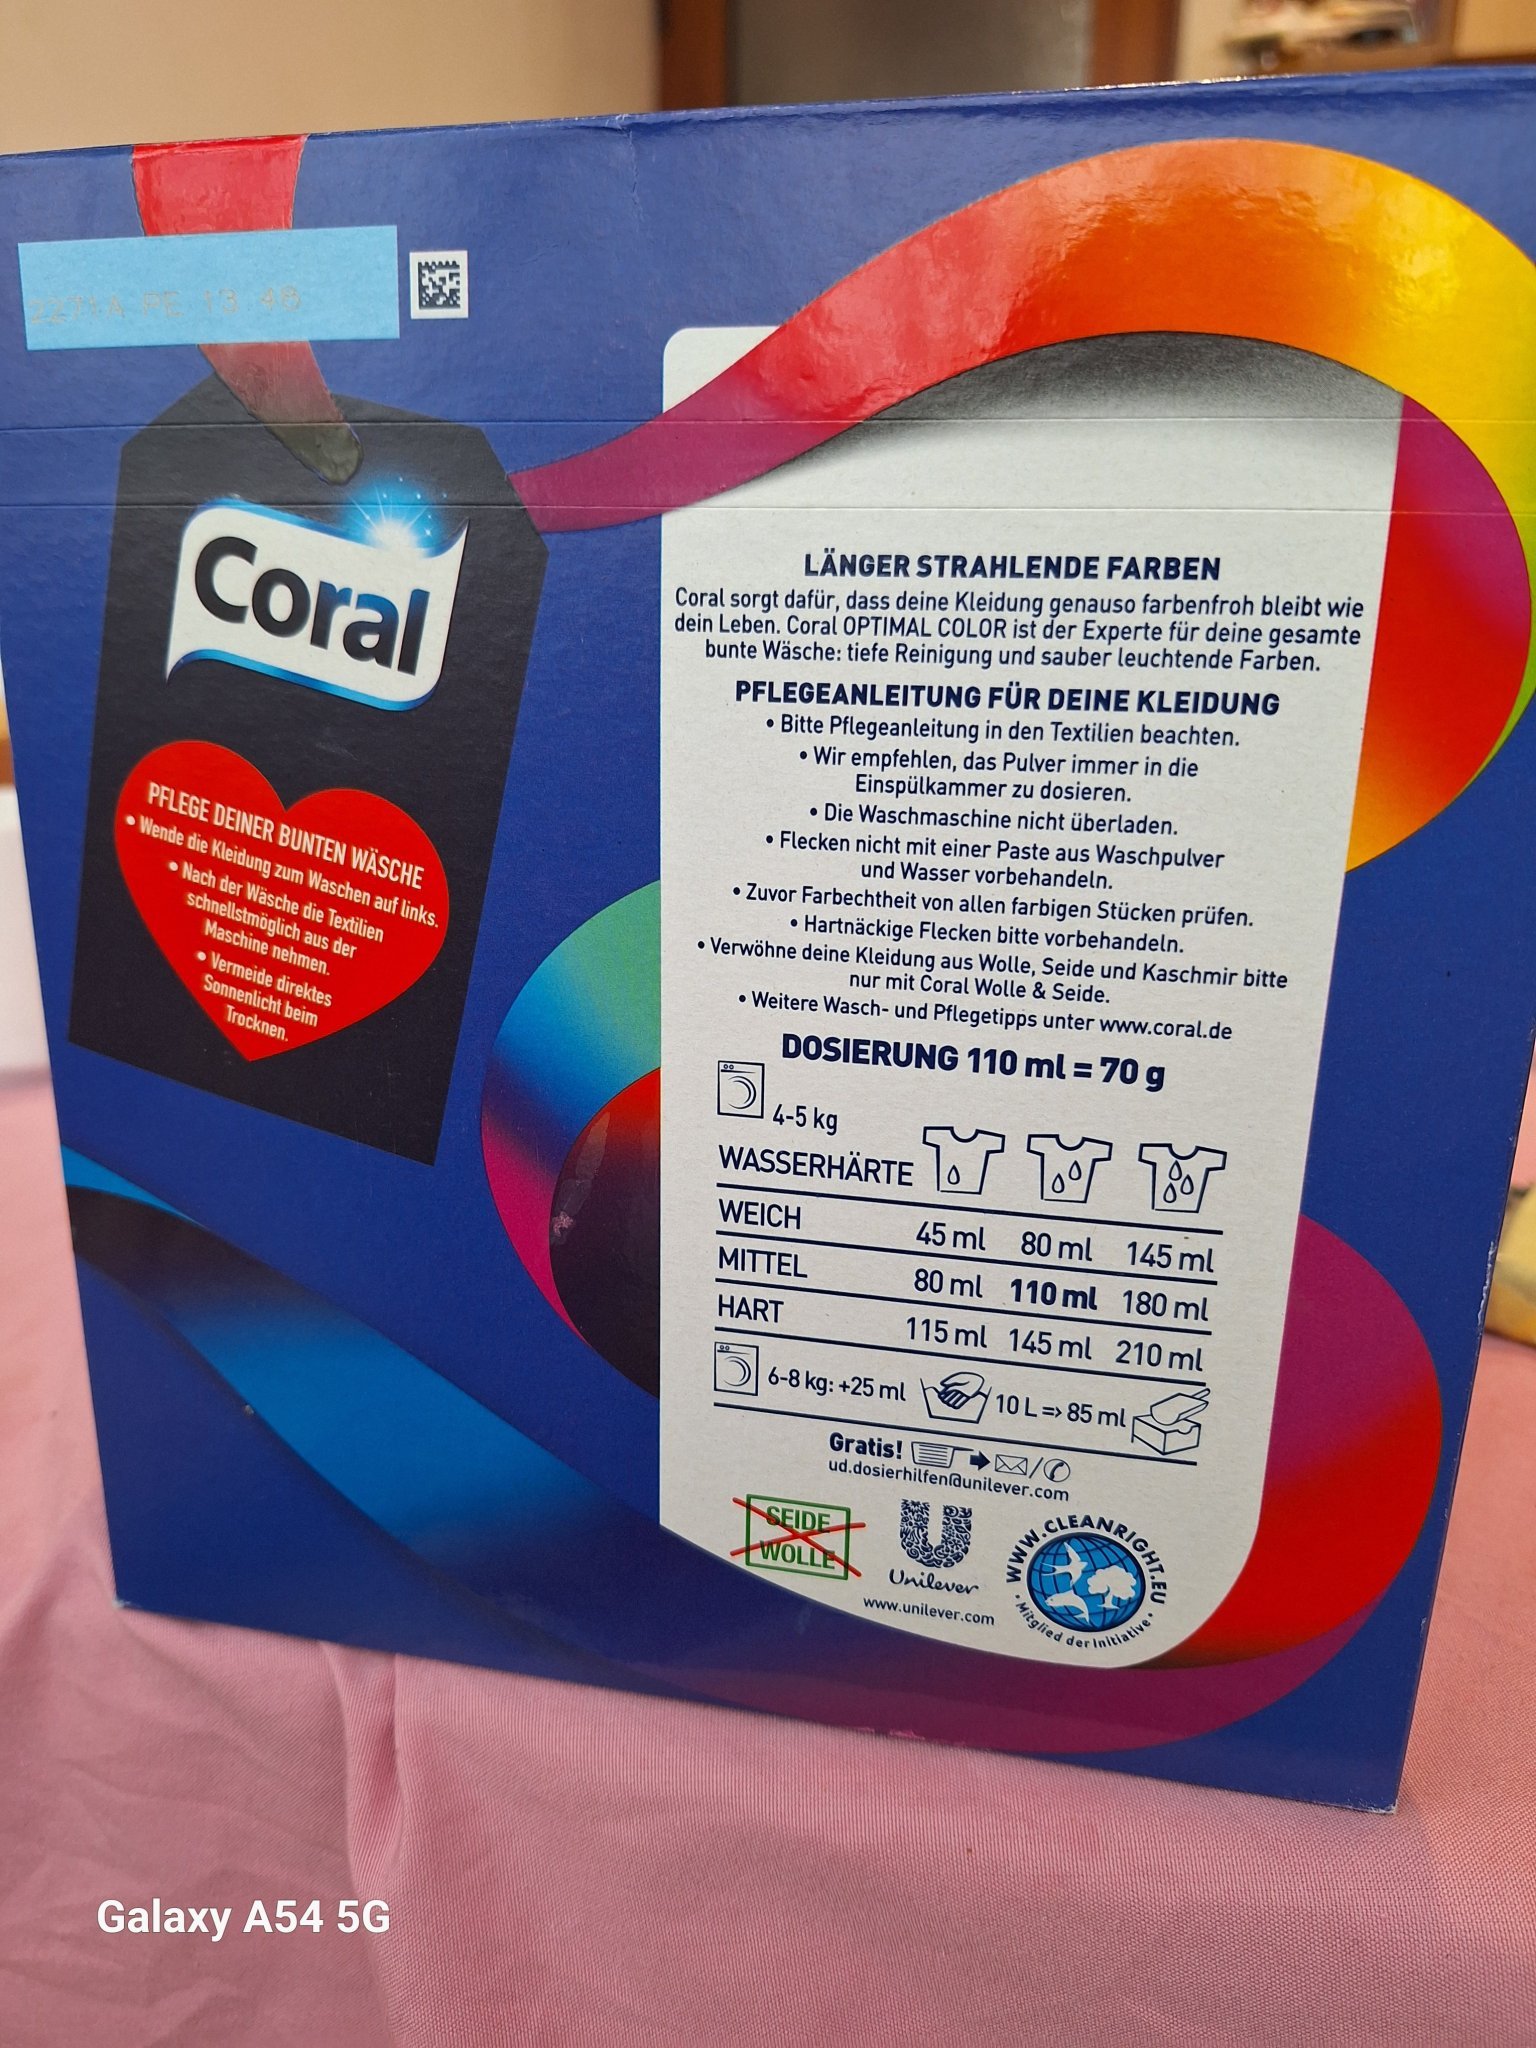 2271A PE 13 48
Coral
PFLEGE DEINER BUNTEN WÄSCHE
• Wende die Kleidung zum Waschen auf links.
• Nach der Wäsche die Textilien
schnellstmöglich aus der
Maschine nehmen.
• Vermeide direktes
Sonnenlicht beim
Trocknen.
LÄNGER STRAHLENDE FARBEN
Coral sorgt dafür, dass deine Kleidung genauso farbenfroh bleibt wie
dein Leben. Coral OPTIMAL COLOR ist der Experte für deine gesamte
bunte Wäsche: tiefe Reinigung und sauber leuchtende Farben.
PFLEGEANLEITUNG FÜR DEINE KLEIDUNG
• Bitte Pflegeanleitung in den Textilien beachten.
• Wir empfehlen, das Pulver immer in die
Einspülkammer zu dosieren.
• Die Waschmaschine nicht überladen.
• Flecken nicht mit einer Paste aus Waschpulver
und Wasser vorbehandeln.
• Zuvor Farbechtheit von allen farbigen Stücken prüfen.
• Hartnäckige Flecken bitte vorbehandeln.
• Verwöhne deine Kleidung aus Wolle, Seide und Kaschmir bitte
nur mit Coral Wolle & Seide.
• Weitere Wasch- und Pflegetipps unter www.coral.de
DOSIERUNG 110 ml = 70 g
4-5 kg
WASSERHÄRTE
WEICH 45 ml 80 ml 145 ml
MITTEL 80 ml 110 ml 180 ml
HART 115 ml 145 ml 210 ml
6-8 kg: +25 ml 10 L => 85 ml
Gratis!
ud.dosierhilfen@unilever.com
SEIDE
WOLLE
Unilever
www.unilever.com
WWW.CLEANRIGHT.EU
• Mitglied der Initiative •
Galaxy A54 5G